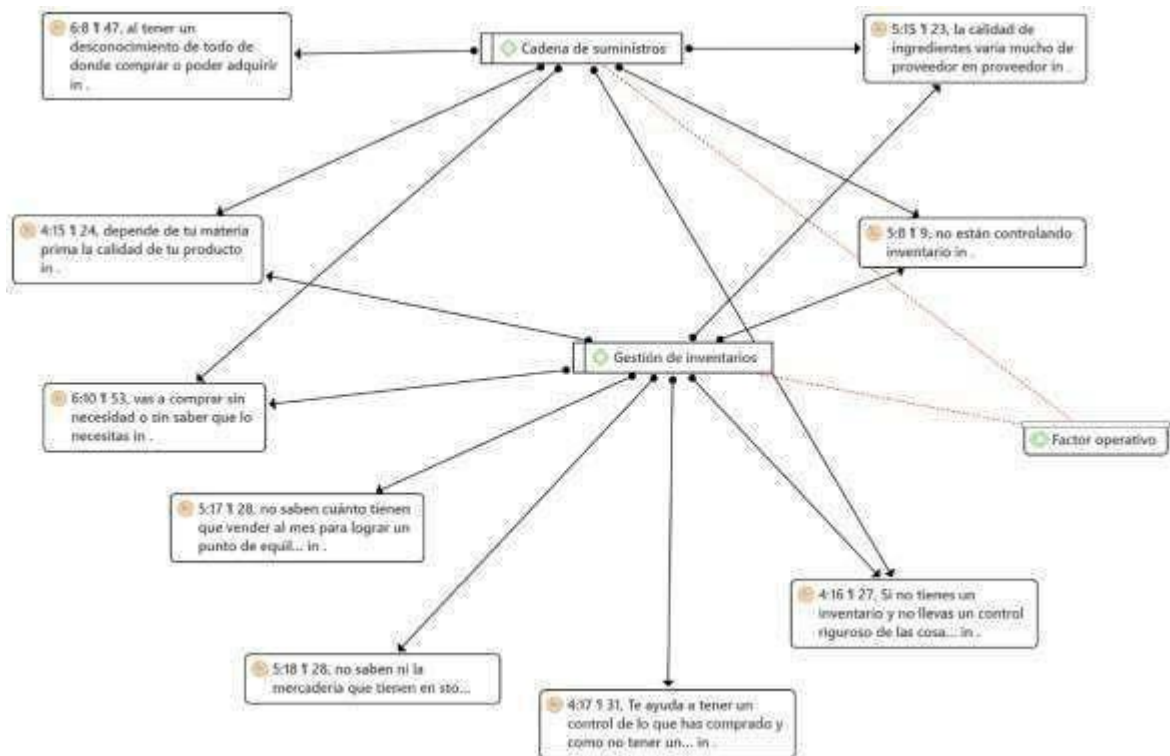 6:8 ¶ 47, al tener un
desconocimiento de todo de
donde comprar o poder adquirir
in .
Cadena de suministros
5:15 ¶ 23, la calidad de
ingredientes varia mucho de
proveedor en proveedor in .
4:15 ¶ 24, depende de tu materia
prima la calidad de tu producto
in .
5:8 ¶ 9, no están controlando
inventario in .
Gestión de inventarios
6:10 ¶ 53, vas a comprar sin
necesidad o sin saber que lo
necesitas in .
Factor operativo
5:17 ¶ 28, no saben cuánto tienen
que vender al mes para lograr un
punto de equil... in .
4:16 ¶ 27, Si no tienes un
inventario y no llevas un control
riguroso de las cosa... in .
5:18 ¶ 28, no saben ni la
mercadería que tienen en sto...
4:17 ¶ 31, Te ayuda a tener un
control de lo que has comprado y
como no tener un... in .